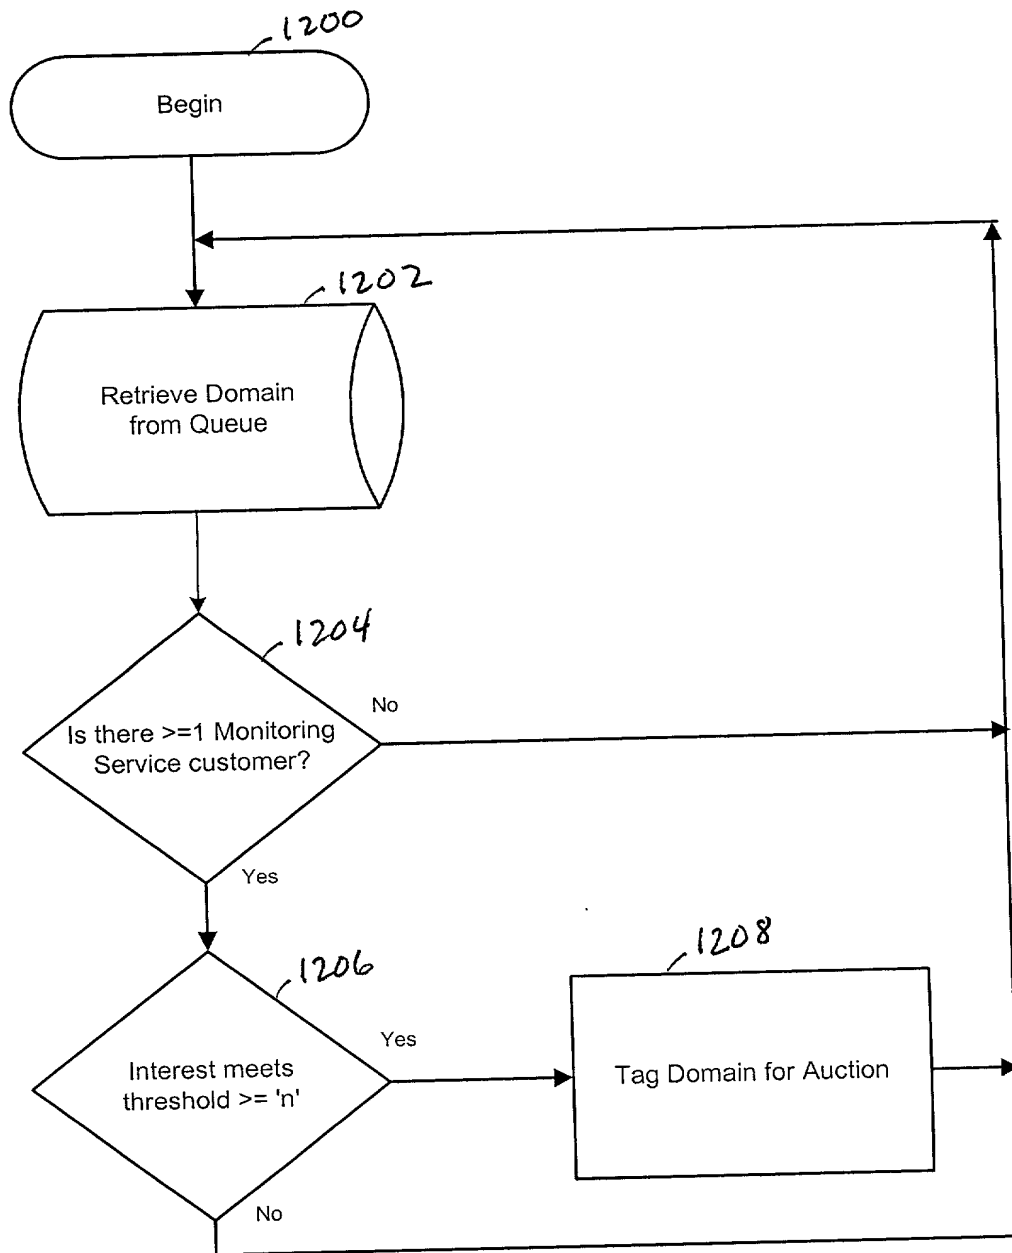 1200
Begin
1202
Retrieve Domain
from Queue
1204
No
Is there >=1 Monitoring
Service customer?
Yes
1206
1208
Yes
Interest meets
threshold >= 'n'
Tag Domain for Auction
No